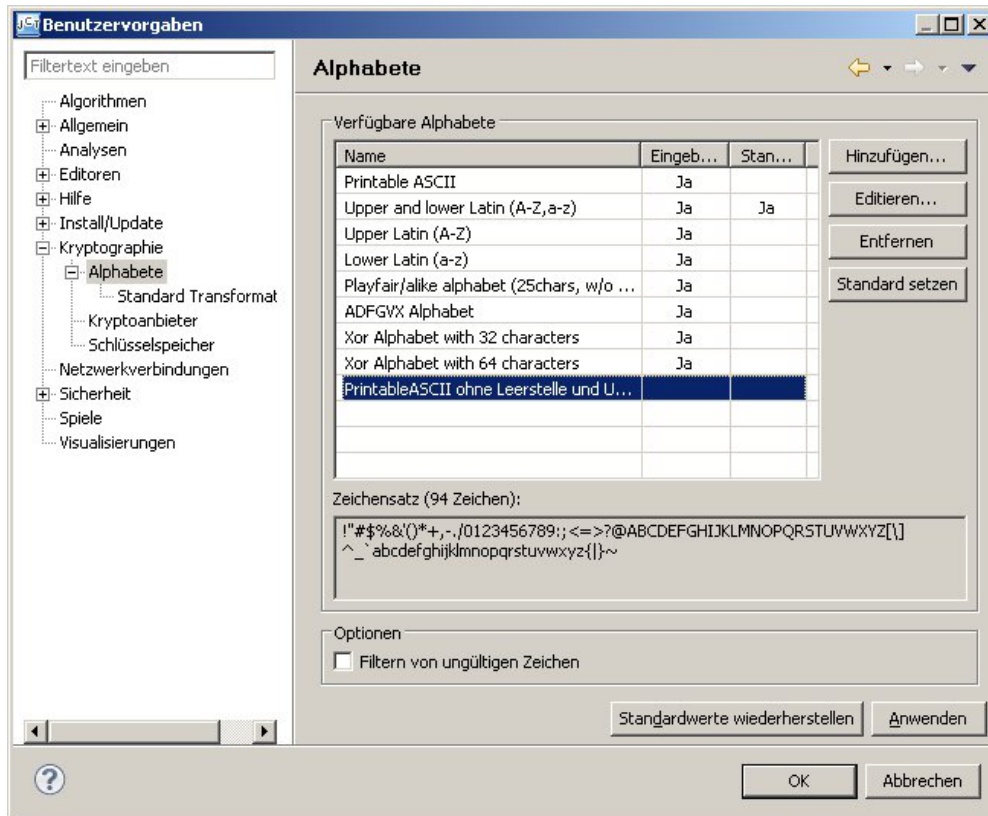 JCT Benutzervorgaben
Filtertext eingeben
Algorithmen
Allgemein
Analysen
Editoren
Hilfe
Install/Update
Kryptographie
Alphabete
Standard Transformat
Kryptoanbieter
Schlüsselspeicher
Netzwerkverbindungen
Sicherheit
Spiele
Visualisierungen
Alphabete
Verfügbare Alphabete
Name Eingeb... Stan...
Printable ASCII Ja
Upper and lower Latin (A-Z,a-z) Ja Ja
Upper Latin (A-Z) Ja
Lower Latin (a-z) Ja
Playfair/alike alphabet (25chars, w/o ... Ja
ADFGVX Alphabet Ja
Xor Alphabet with 32 characters Ja
Xor Alphabet with 64 characters Ja
PrintableASCII ohne Leerstelle und U...
Hinzufügen...
Editieren...
Entfernen
Standard setzen
Zeichensatz (94 Zeichen):
!"#$%&'()*+,-./0123456789:;<=>?@ABCDEFGHIJKLMNOPQRSTUVWXYZ[\]
^_`abcdefghijklmnopqrstuvwxyz{|}~
Optionen
Filtern von ungültigen Zeichen
Standardwerte wiederherstellen Anwenden
OK Abbrechen